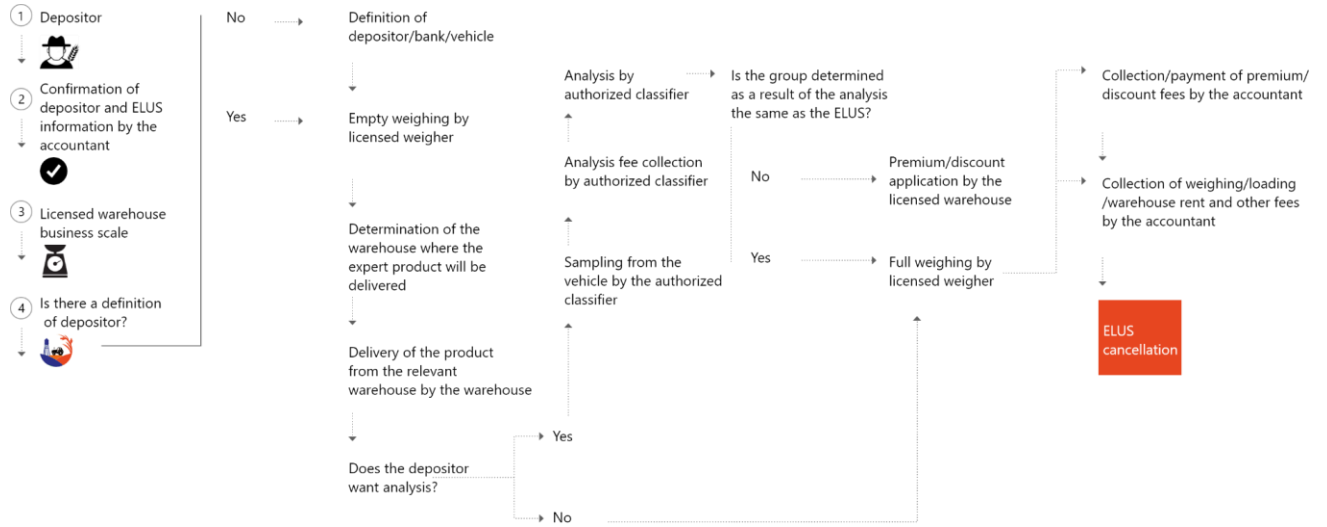 1
Depositor
2
Confirmation of
depositor and ELUS
information by the
accountant
3
Licensed warehouse
business scale
4
Is there a definition
of depositor?
No
Yes
Definition of
depositor/bank/vehicle
Empty weighing by
licensed weigher
Determination of the
warehouse where the
expert product will be
delivered
Delivery of the product
from the relevant
warehouse by the warehouse
Does the depositor
want analysis?
Yes
No
Sampling from the
vehicle by the authorized
classifier
Analysis fee collection
by authorized classifier
Analysis by
authorized classifier
Is the group determined
as a result of the analysis
the same as the ELUS?
No
Yes
Premium/discount
application by the
licensed warehouse
Full weighing by
licensed weigher
Collection/payment of premium/
discount fees by the accountant
Collection of weighing/loading
/warehouse rent and other fees
by the accountant
ELUS
cancellation